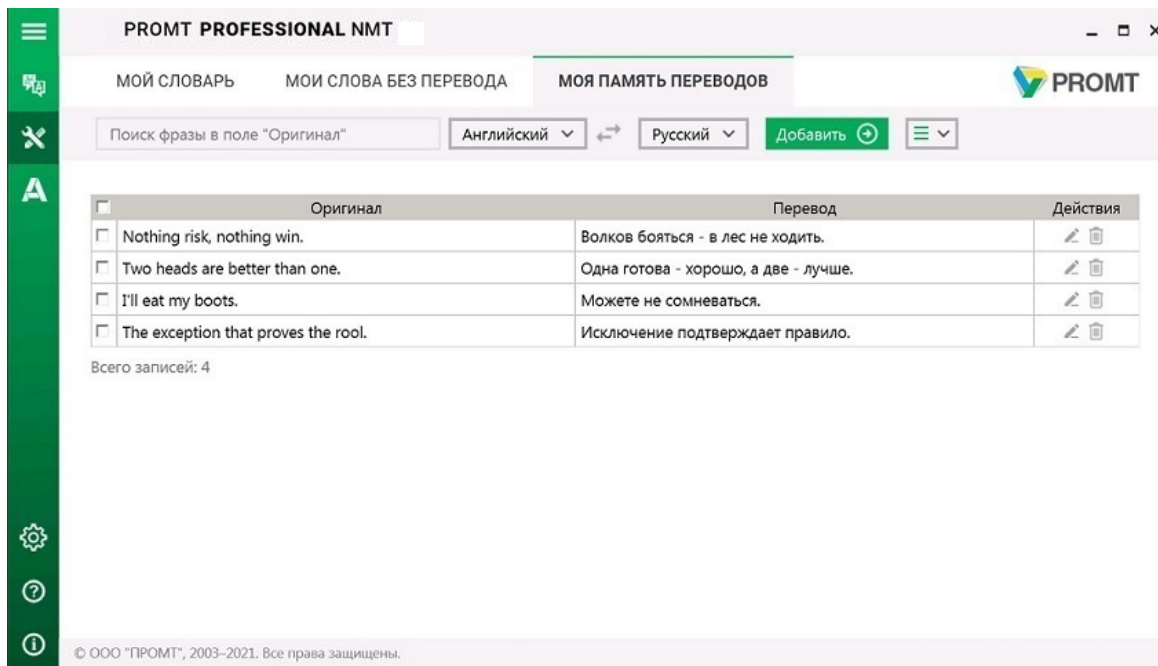 PROMT PROFESSIONAL NMT
МОЙ СЛОВАРЬ МОИ СЛОВА БЕЗ ПЕРЕВОДА МОЯ ПАМЯТЬ ПЕРЕВОДОВ PROMT
Поиск фразы в поле "Оригинал" Английский Русский Добавить
Оригинал Перевод Действия
Nothing risk, nothing win. Волков бояться - в лес не ходить.
Two heads are better than one. Одна готова - хорошо, а две - лучше.
I'll eat my boots. Можете не сомневаться.
The exception that proves the rool. Исключение подтверждает правило.
Всего записей: 4
© ООО "ПРОМТ", 2003–2021. Все права защищены.